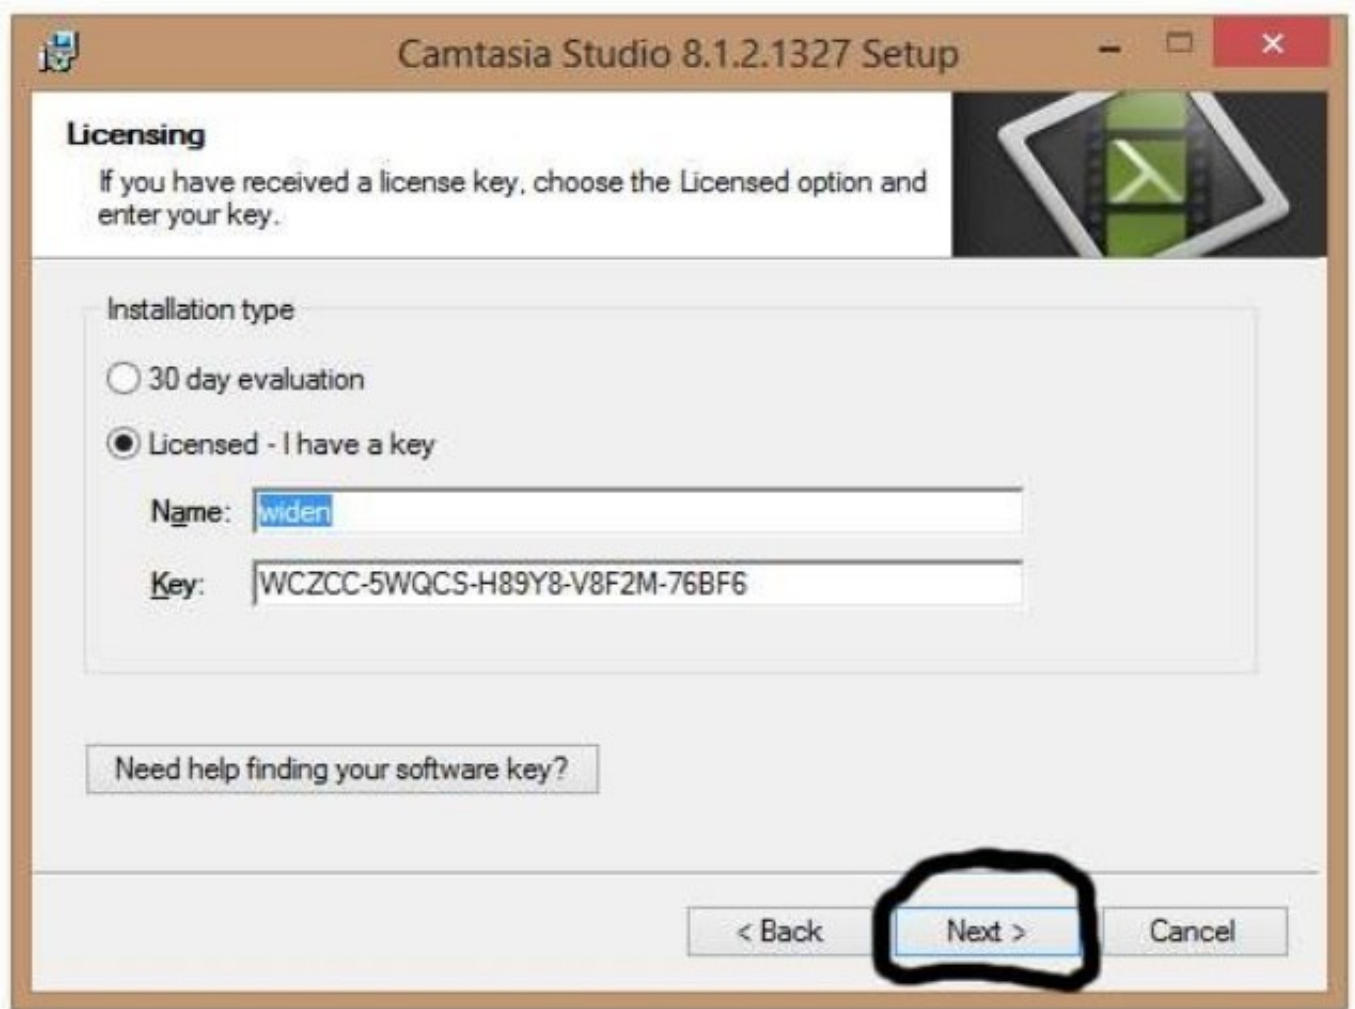 Camtasia Studio 8.1.2.1327 Setup
Licensing
If you have received a license key, choose the Licensed option and
enter your key.
Installation type
30 day evaluation
Licensed - I have a key
Name: widen
Key: WCZCC-5WQCS-H89Y8-V8F2M-76BF6
Need help finding your software key?
< Back Next > Cancel